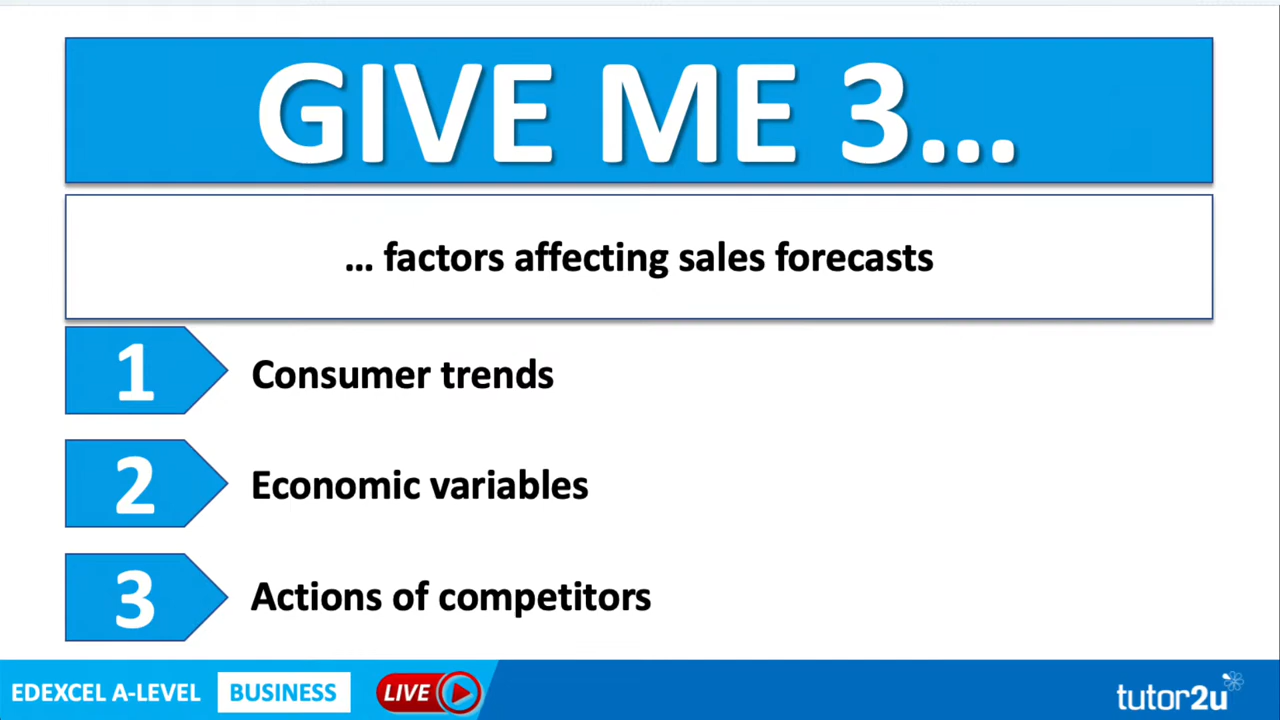 GIVE ME 3...
... factors affecting sales forecasts
1 Consumer trends
2 Economic variables
3 Actions of competitors
EDEXCEL A-LEVEL BUSINESS LIVE tutor2u